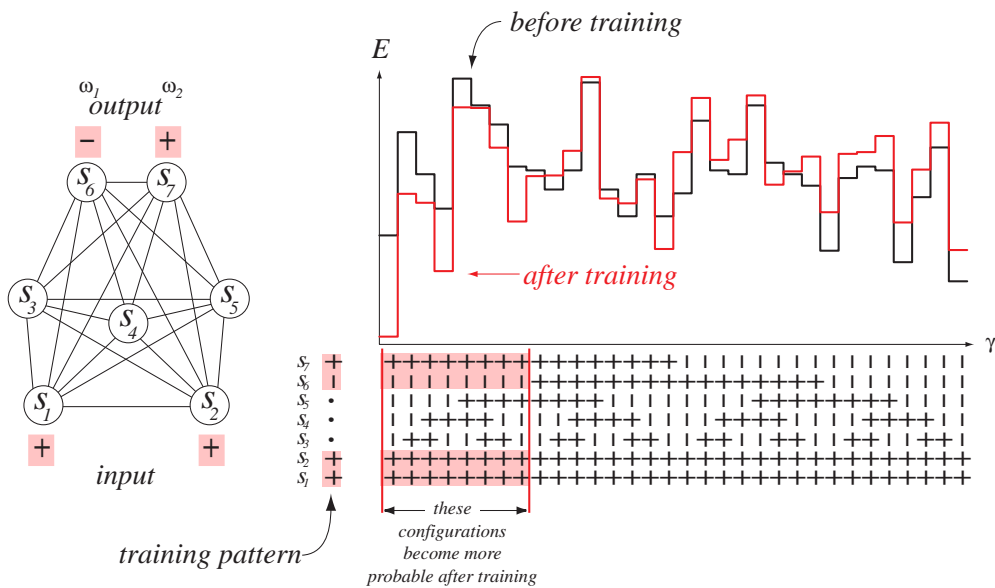 before training
E
ω1 output ω2
− +
S6 S7
after training
S3 S5
S4
γ
S7 + ++++++++++++++++||||||||||||||||
S6 | ||||||||++++++++++++++++||||||||
S5 • ||||++++++++||||||||++++++++||||
S1 S2
S4 • ||++++||||++++||||++++||||++++||
S3 • |++||++||++||++||++||++||++||++|
+ +
S2 + ++++++++++++++++++++++++++++++++
input
S1 + ++++++++++++++++++++++++++++++++
these
configurations
become more
probable after training
training pattern